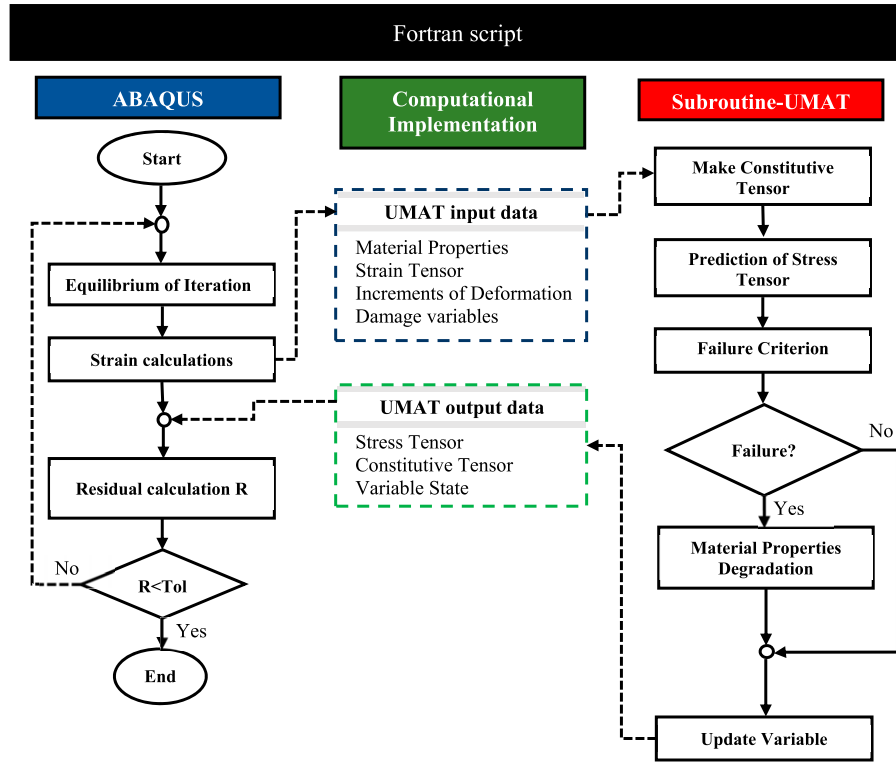 Fortran script
ABAQUS
Start
Equilibrium of Iteration
Strain calculations
Residual calculation R
No
R<Tol
Yes
End
Computational
Implementation
UMAT input data
Material Properties
Strain Tensor
Increments of Deformation
Damage variables
UMAT output data
Stress Tensor
Constitutive Tensor
Variable State
Subroutine-UMAT
Make Constitutive
Tensor
Prediction of Stress
Tensor
Failure Criterion
Failure?
No
Yes
Material Properties
Degradation
Update Variable